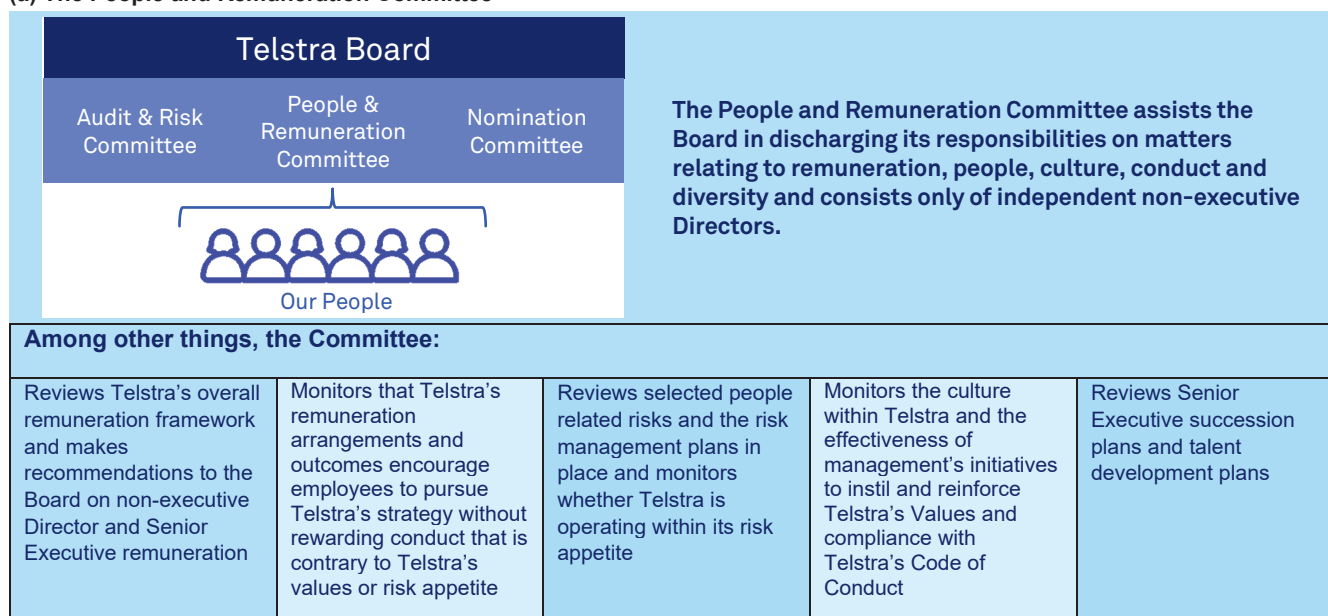 (a) The People and Remuneration Committee
Telstra Board
Audit & Risk
Committee
People &
Remuneration
Committee
Nomination
Committee
Our People
The People and Remuneration Committee assists the
Board in discharging its responsibilities on matters
relating to remuneration, people, culture, conduct and
diversity and consists only of independent non-executive
Directors.
Among other things, the Committee:
Reviews Telstra’s overall
remuneration framework
and makes
recommendations to the
Board on non-executive
Director and Senior
Executive remuneration
Monitors that Telstra’s
remuneration
arrangements and
outcomes encourage
employees to pursue
Telstra’s strategy without
rewarding conduct that is
contrary to Telstra’s
values or risk appetite
Reviews selected people
related risks and the risk
management plans in
place and monitors
whether Telstra is
operating within its risk
appetite
Monitors the culture
within Telstra and the
effectiveness of
management’s initiatives
to instil and reinforce
Telstra’s Values and
compliance with
Telstra’s Code of
Conduct
Reviews Senior
Executive succession
plans and talent
development plans